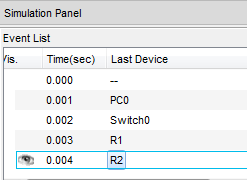 Simulation Panel
Event List
Vis. Time(sec) Last Device
0.000 --
0.001 PC0
0.002 Switch0
0.003 R1
0.004 R2